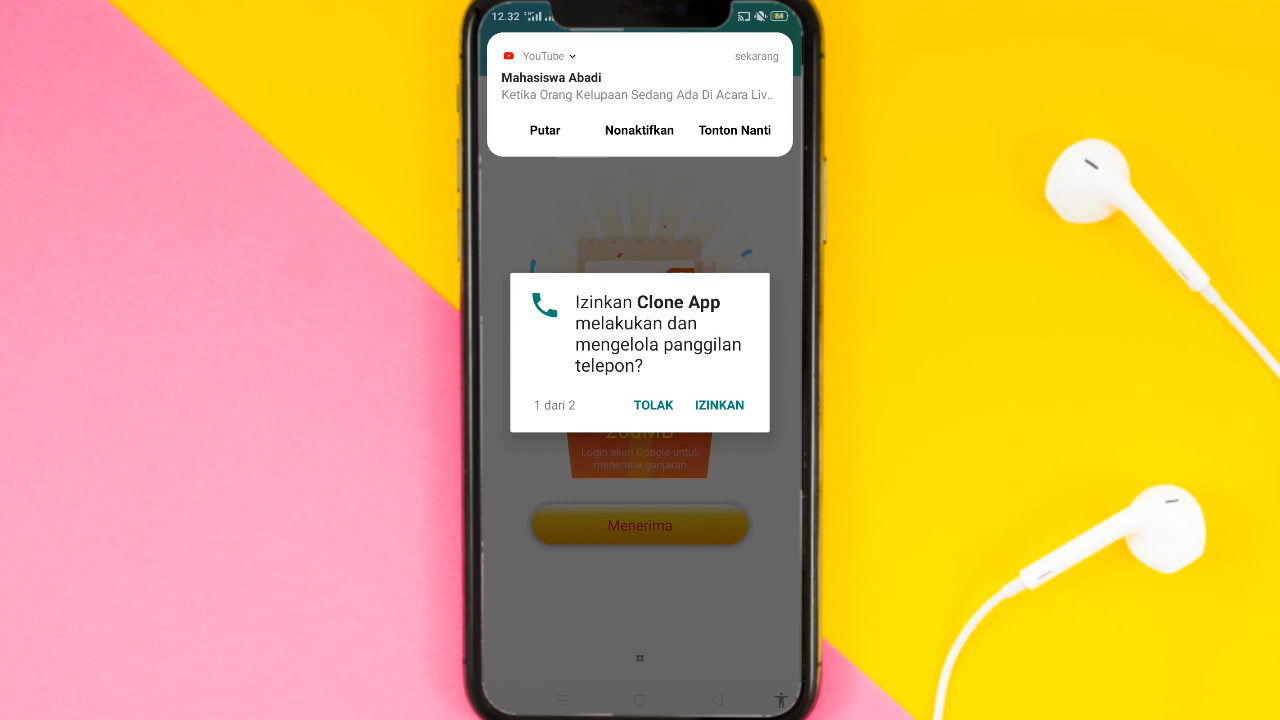 12.32
84
YouTube
sekarang
Mahasiswa Abadi
Ketika Orang Kelupaan Sedang Ada Di Acara Liv..
Putar Nonaktifkan Tonton Nanti
Izinkan Clone App
melakukan dan
mengelola panggilan
telepon?
1 dari 2 TOLAK IZINKAN
200MB
Login akun Google untuk
menerima ganjaran
Menerima